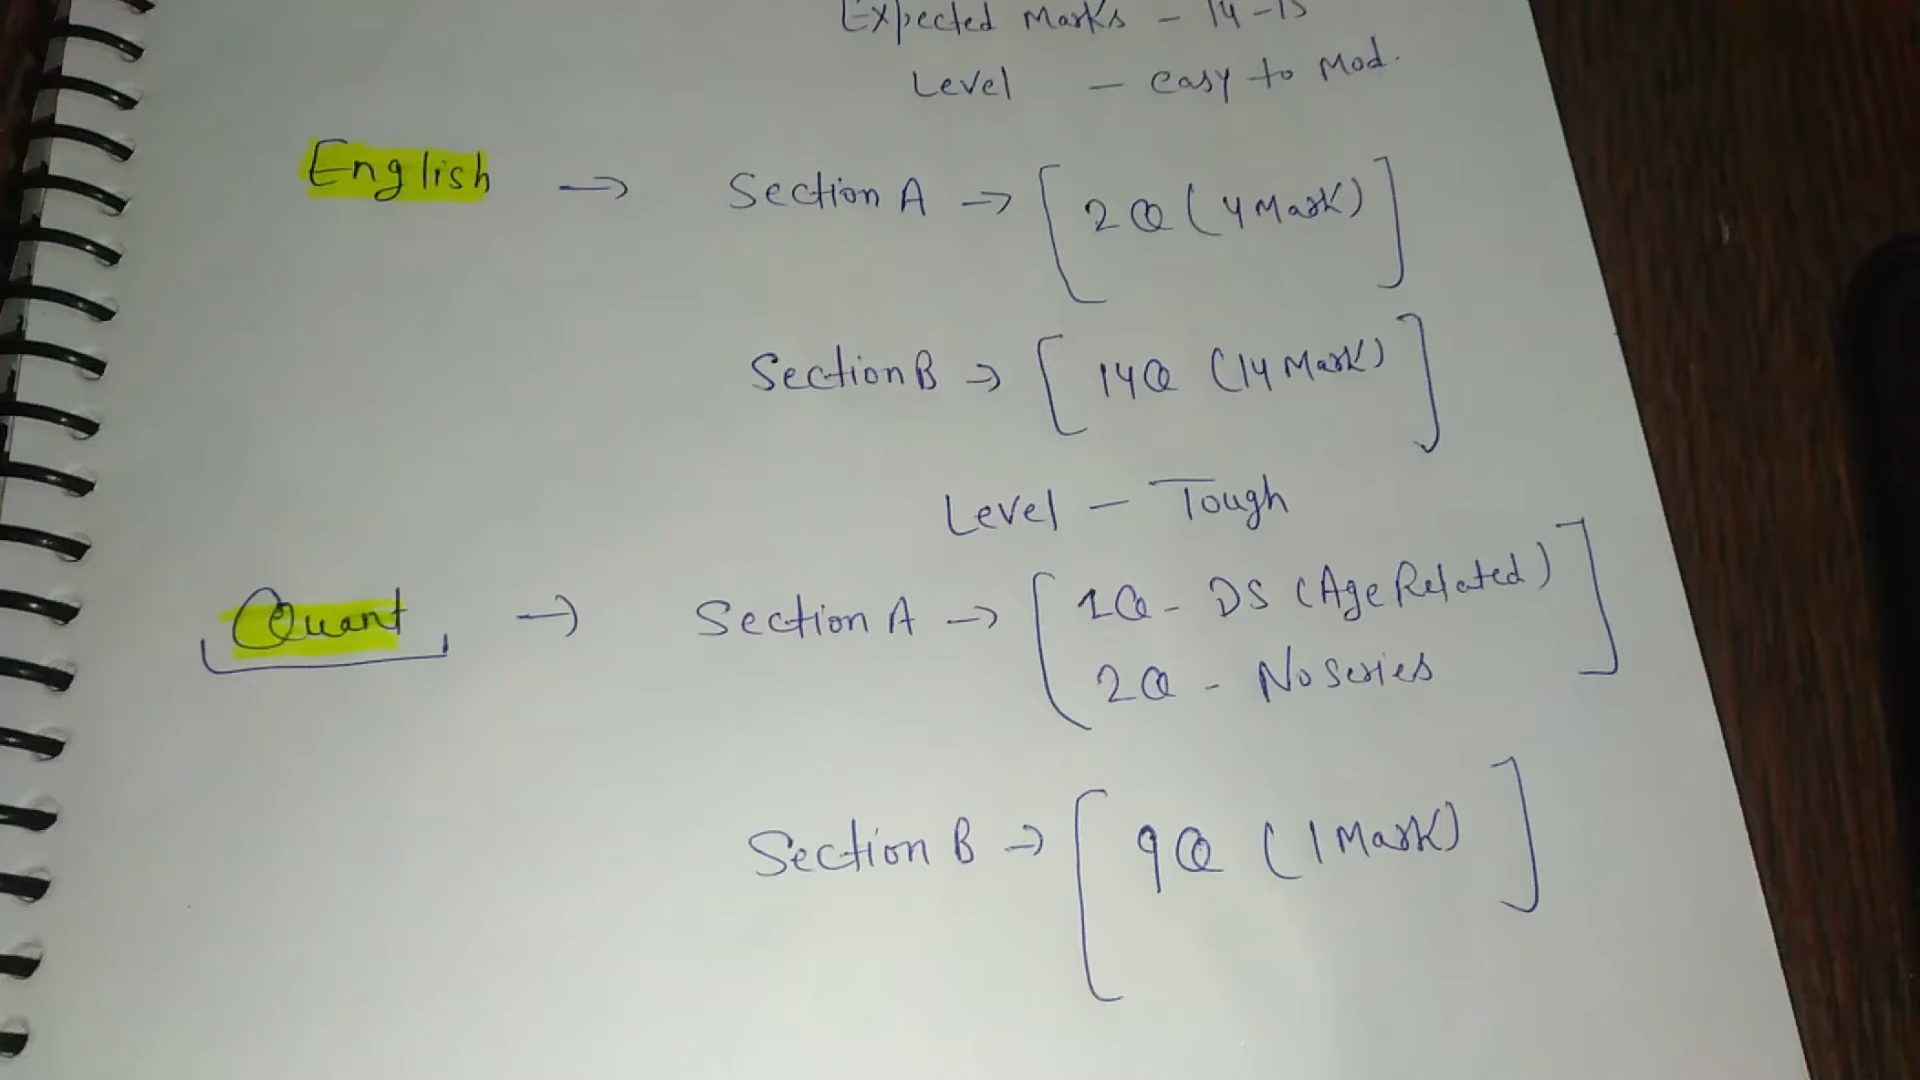 Expected Marks - 14-15
Level - easy to Mod.
English → Section A → [2Q (4 Mark)]
Section B → [14Q (14 Mark)]
Level - Tough
Quant → Section A → [1Q - DS (Age Related)
2Q - No series]
Section B → [9Q (1 Mark)]